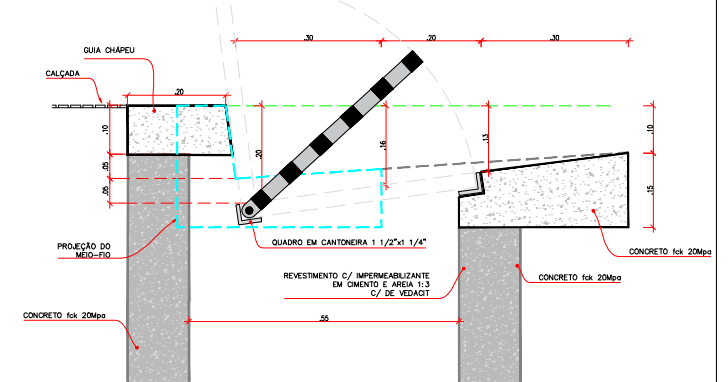 .30
.20
.30
GUIA CHÁPEU
CALÇADA
.20
.10
.05
.05
.20
.16
.13
.10
.15
PROJEÇÃO DO
MEIO-FIO
QUADRO EM CANTONEIRA 1 1/2"x1 1/4"
REVESTIMENTO C/ IMPERMEABILIZANTE
EM CIMENTO E AREIA 1:3
C/ DE VEDACIT
CONCRETO fck 20Mpa
CONCRETO fck 20Mpa
CONCRETO fck 20Mpa
.55